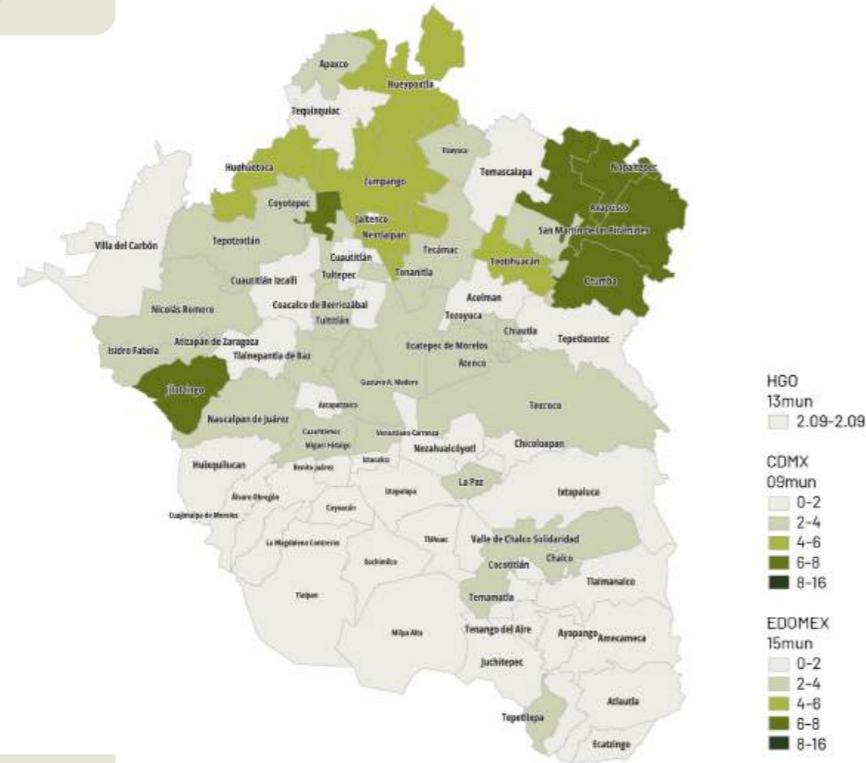 Apaxco
Hueypoxtla
Tequixquiac
Huehuetoca
Temascalapa
Nopaltepec
Zumpango
Coyotepec
Axapusco
Jaltenco
San Martín de las Pirámides
Nextlalpan
Villa del Carbón
Tepotzotlán
Tecámac
Cuautitlán
Teotihuacán
Tultepec
Tonanitla
Otumba
Cuautitlán Izcalli
Acolman
Coacalco de Berriozábal
Nicolás Romero
Tezoyuca
Tultitlán
Chiautla
Tepetlaoxtoc
Atizapán de Zaragoza
Ecatepec de Morelos
Isidro Fabela
Tlalnepantla de Baz
Atenco
Gustavo A. Madero
Jilotzingo
Azcapotzalco
Texcoco
Naucalpan de Juárez
Cuauhtémoc
Venustiano Carranza
Miguel Hidalgo
Chicoloapan
Nezahualcóyotl
Iztacalco
Huixquilucan
Benito Juárez
La Paz
Iztapalapa
Ixtapaluca
Álvaro Obregón
Coyoacán
Cuajimalpa de Morelos
Tláhuac
Valle de Chalco Solidaridad
La Magdalena Contreras
Chalco
Xochimilco
Cocotitlán
Tlalmanalco
Tlalpan
Temamatla
Milpa Alta
Tenango del Aire
Ayapango
Amecameca
Juchitepec
Atlautla
Tepetlixpa
Ecatzingo
HGO
13mun
2.09-2.09
CDMX
09mun
0-2
2-4
4-6
6-8
8-16
EDOMEX
15mun
0-2
2-4
4-6
6-8
8-16